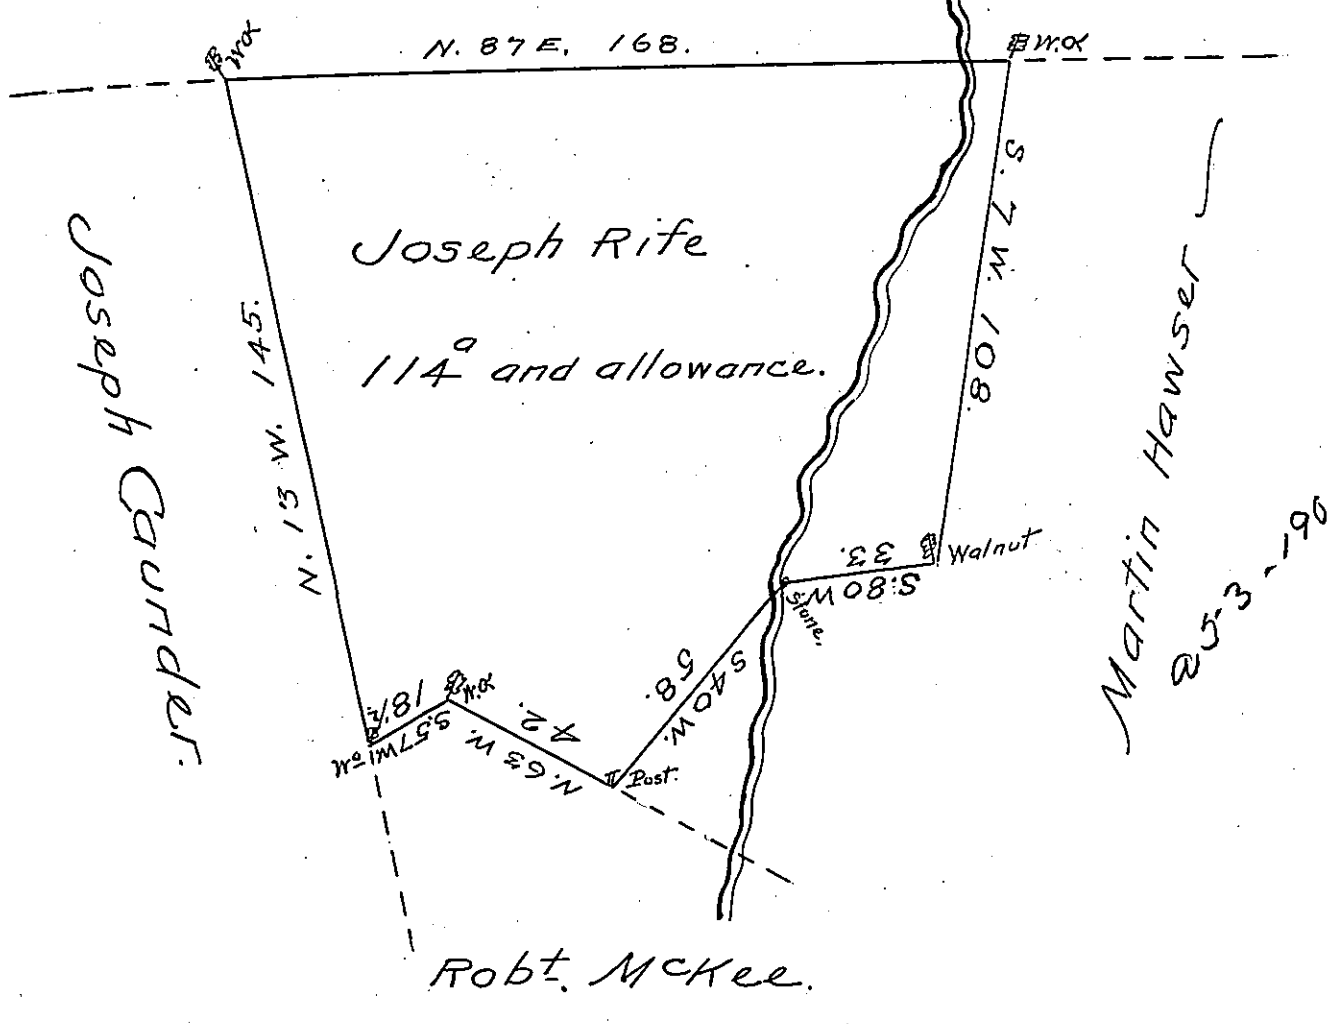 W.O.
N. 87 E. 168.
W.O.
S. 7 W. 108.
Joseph Rife
114ᵃ and allowance.
N. 13 W. 145.
Joseph Caunder.
Martin Hawser
Walnut
S. 80 W
33.
Stone.
S 40 W.
58.
Post.
N. 63 W.
42.
W.O.
S. 57 W
18½
Robt. McKee.